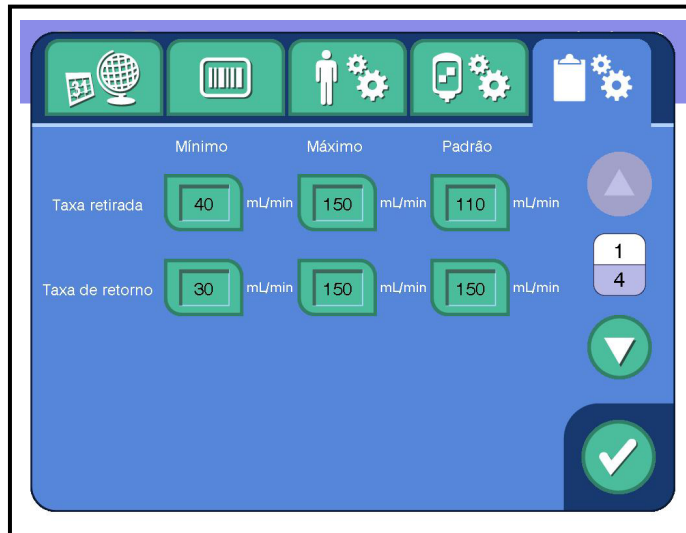 31
Mínimo Máximo Padrão
Taxa retirada 40 mL/min 150 mL/min 110 mL/min
1
4
Taxa de retorno 30 mL/min 150 mL/min 150 mL/min